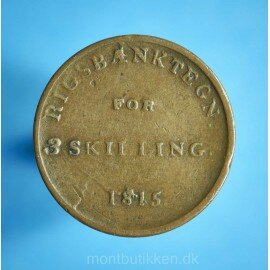 RIGSBANKTEGN
FOR
3 SKILLING.
1815
montbutikken.dk